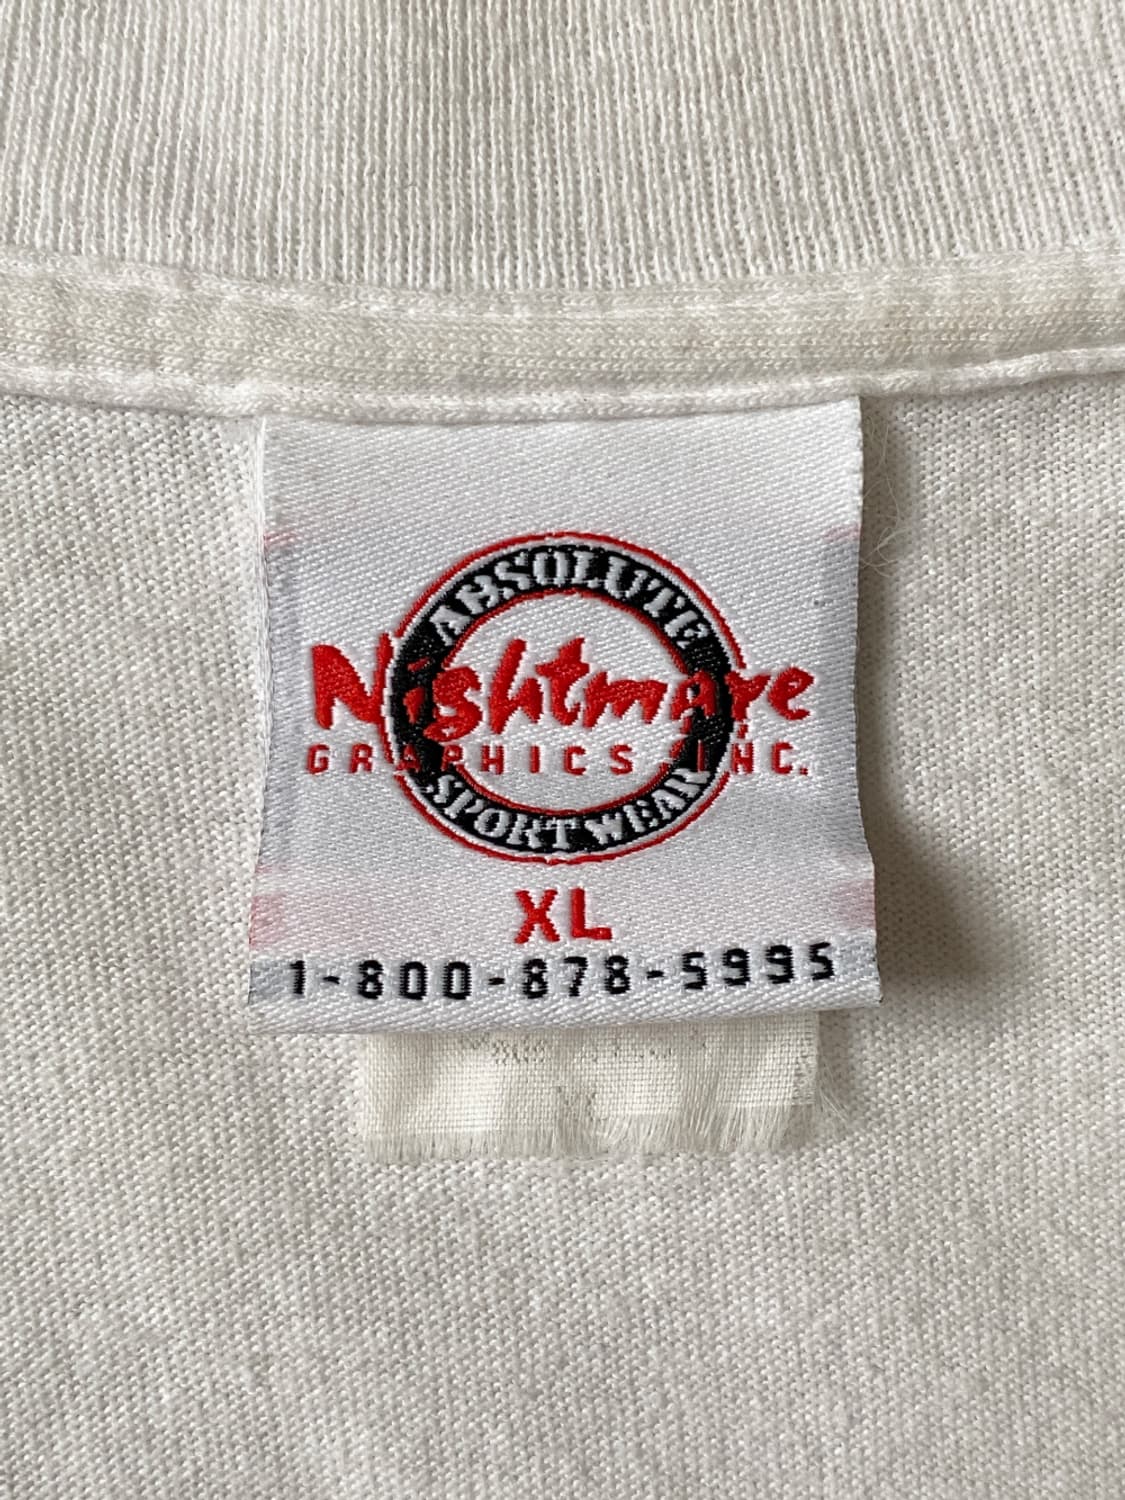 ABSOLUTE
Nightmare
GRAPHICS INC.
SPORTWEAR
XL
1-800-878-5995